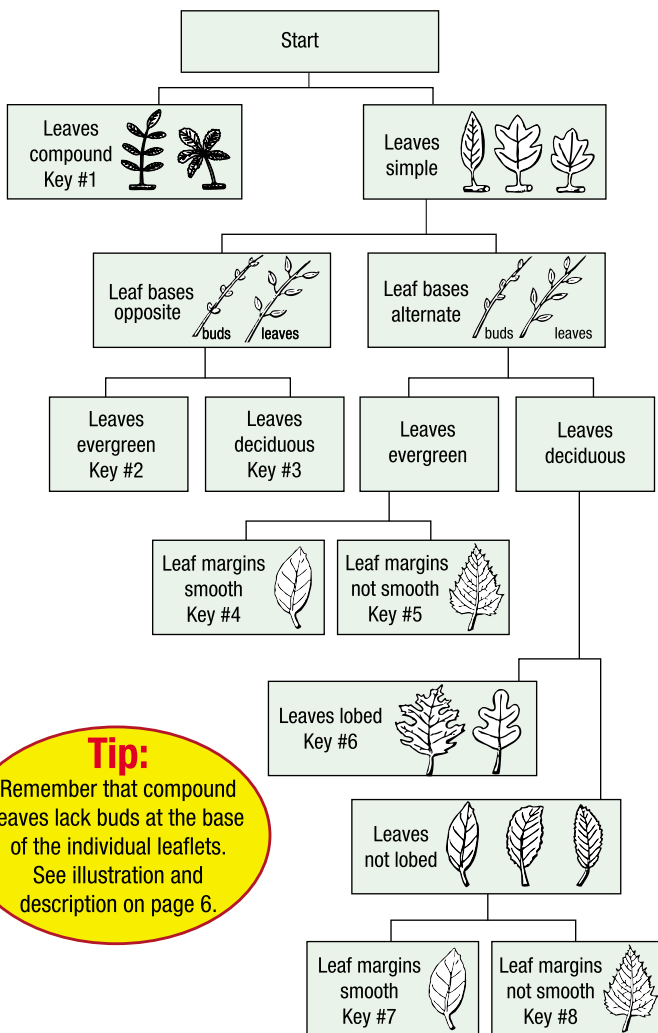 Start
Leaves
compound
Key #1
Leaves
simple
Leaf bases
opposite
buds
leaves
Leaf bases
alternate
buds
leaves
Leaves
evergreen
Key #2
Leaves
deciduous
Key #3
Leaves
evergreen
Leaves
deciduous
Leaf margins
smooth
Key #4
Leaf margins
not smooth
Key #5
Leaves lobed
Key #6
Tip:
Remember that compound
eaves lack buds at the base
of the individual leaflets.
See illustration and
description on page 6.
Leaves
not lobed
Leaf margins
smooth
Key #7
Leaf margins
not smooth
Key #8